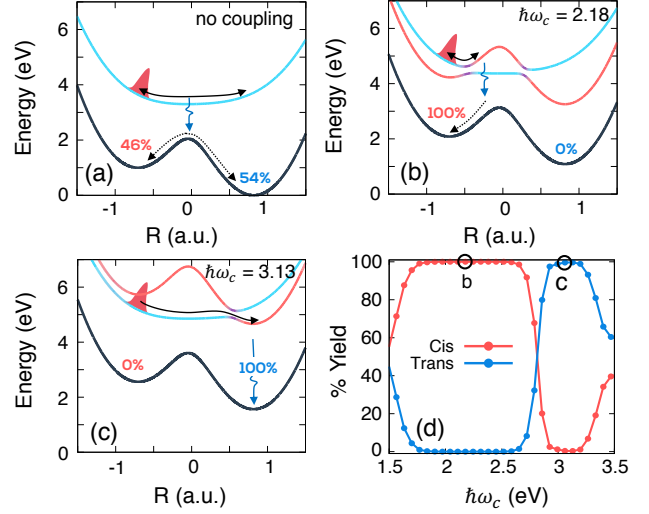 no coupling
Energy (eV)
6
4
2
0
46%
54%
(a)
-1
0
1
R (a.u.)
ħω𝑐 = 2.18
Energy (eV)
6
4
2
0
100%
0%
(b)
-1
0
1
R (a.u.)
ħω𝑐 = 3.13
Energy (eV)
6
4
2
0
0%
100%
(c)
-1
0
1
R (a.u.)
% Yield
100
80
60
40
20
0
b
c
Cis
Trans
(d)
1.5
2
2.5
3
3.5
ħω𝑐 (eV)